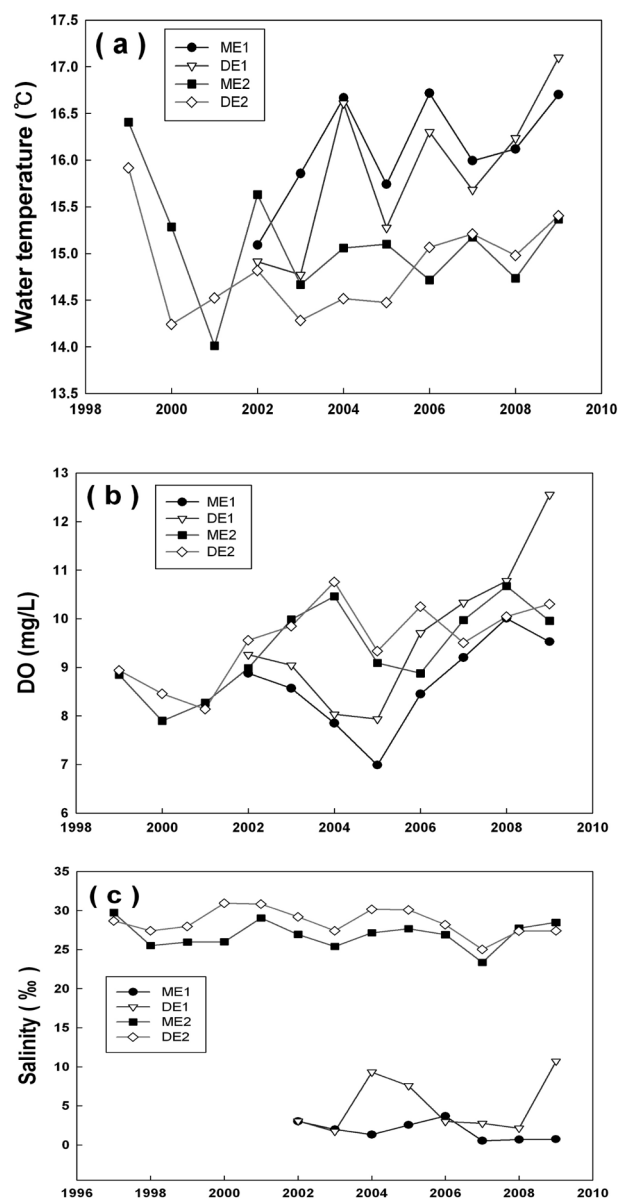 ( a )
ME1
DE1
ME2
DE2
Water temperature (℃)
17.5
17.0
16.5
16.0
15.5
15.0
14.5
14.0
13.5
1998 2000 2002 2004 2006 2008 2010
( b )
ME1
DE1
ME2
DE2
DO (mg/L)
13
12
11
10
9
8
7
6
1998 2000 2002 2004 2006 2008 2010
( c )
ME1
DE1
ME2
DE2
Salinity ( ‰ )
35
30
25
20
15
10
5
0
1996 1998 2000 2002 2004 2006 2008 2010